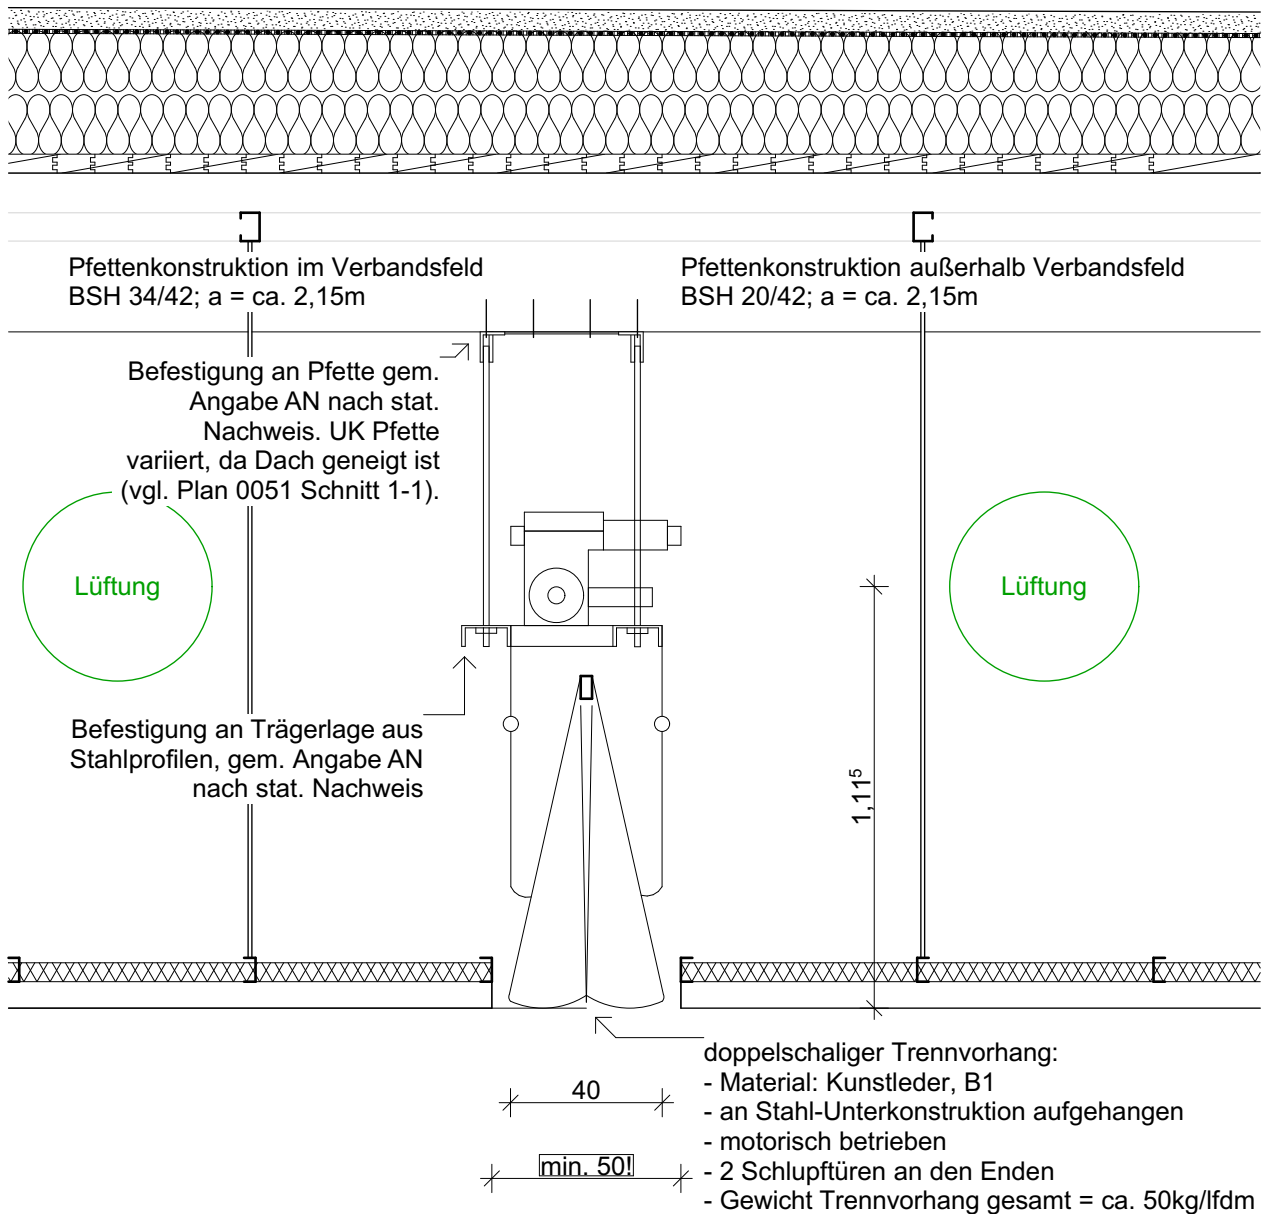 Pfettenkonstruktion im Verbandsfeld
BSH 34/42; a = ca. 2,15m
Pfettenkonstruktion außerhalb Verbandsfeld
BSH 20/42; a = ca. 2,15m
Befestigung an Pfette gem.
Angabe AN nach stat.
Nachweis. UK Pfette
variiert, da Dach geneigt ist
(vgl. Plan 0051 Schnitt 1-1).
Lüftung
Lüftung
Befestigung an Trägerlage aus
Stahlprofilen, gem. Angabe AN
nach stat. Nachweis
1,11⁵
doppelschaliger Trennvorhang:
- Material: Kunstleder, B1
- an Stahl-Unterkonstruktion aufgehangen
- motorisch betrieben
- 2 Schlupftüren an den Enden
- Gewicht Trennvorhang gesamt = ca. 50kg/lfdm
40
min. 50!